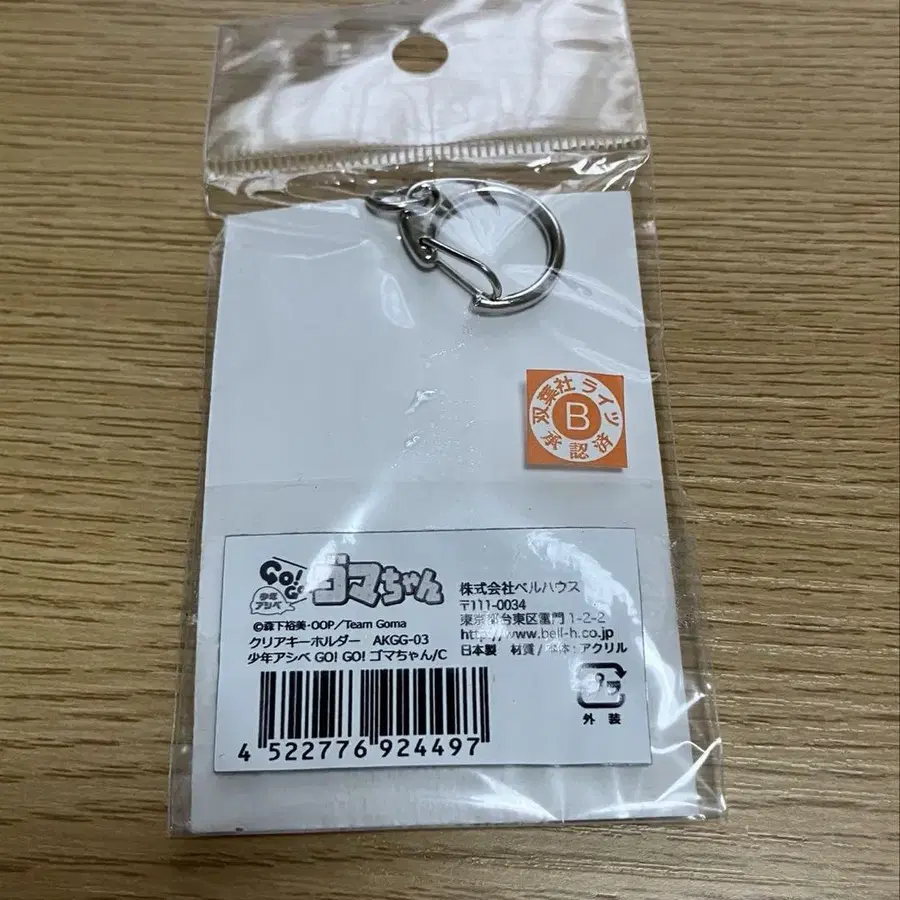 双葉社ライツ
B
承認済
GO! GO
少年アシベ
ゴマちゃん
©森下裕美・OOP/Team Goma
クリアキーホルダー　AKGG-03
少年アシベ GO! GO! ゴマちゃん/C
4 522776 924497
株式会社ベルハウス
〒111-0034
東京都台東区雷門 1-2-2
http://www.bell-h.co.jp
日本製　材質/本体:アクリル
プラ
外 装